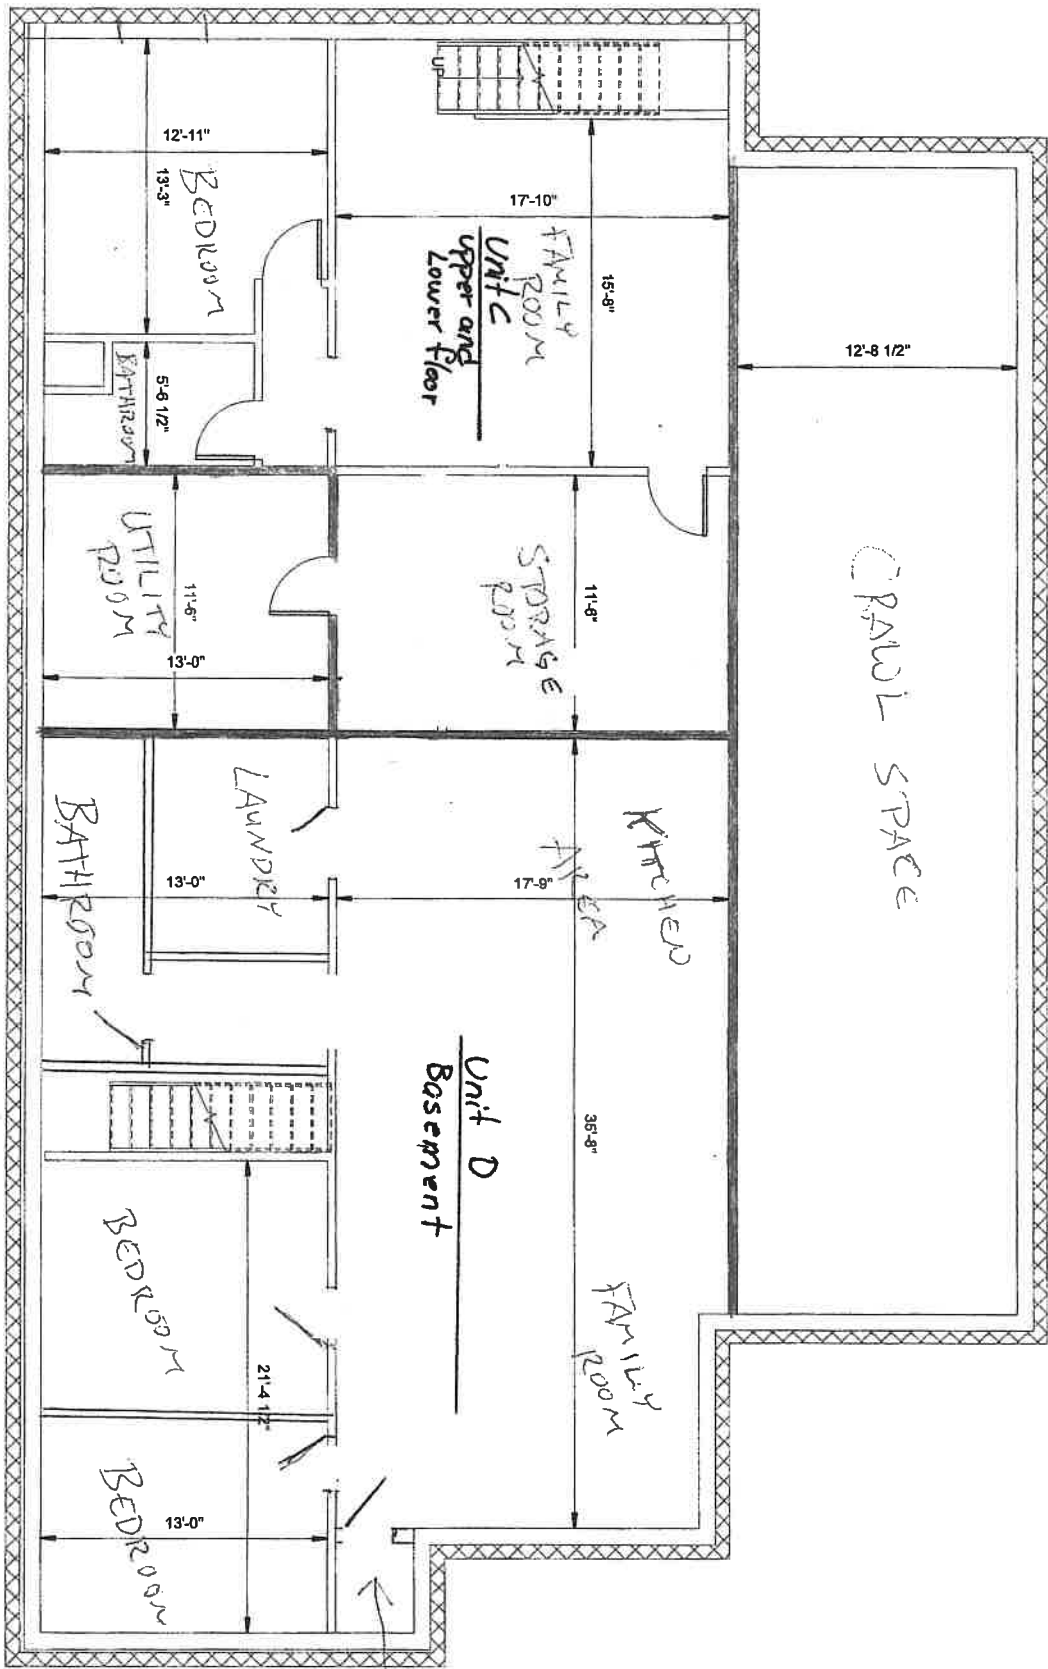 UP
12'-11"
13'-3"
BEDROOM
17'-10"
FAMILY
ROOM
15'-8"
Unit C
upper and
Lower floor
12'-8 1/2"
5'-6 1/2"
BATHROOM
UTILITY
ROOM
11'-6"
13'-0"
STORAGE
ROOM
11'-6"
CRAWL SPACE
LAUNDRY
13'-0"
BATHROOM
KITCHEN
AREA
17'-9"
Unit D
Basement
35'-8"
FAMILY
ROOM
BEDROOM
21'-4 1/2"
BEDROOM
13'-0"